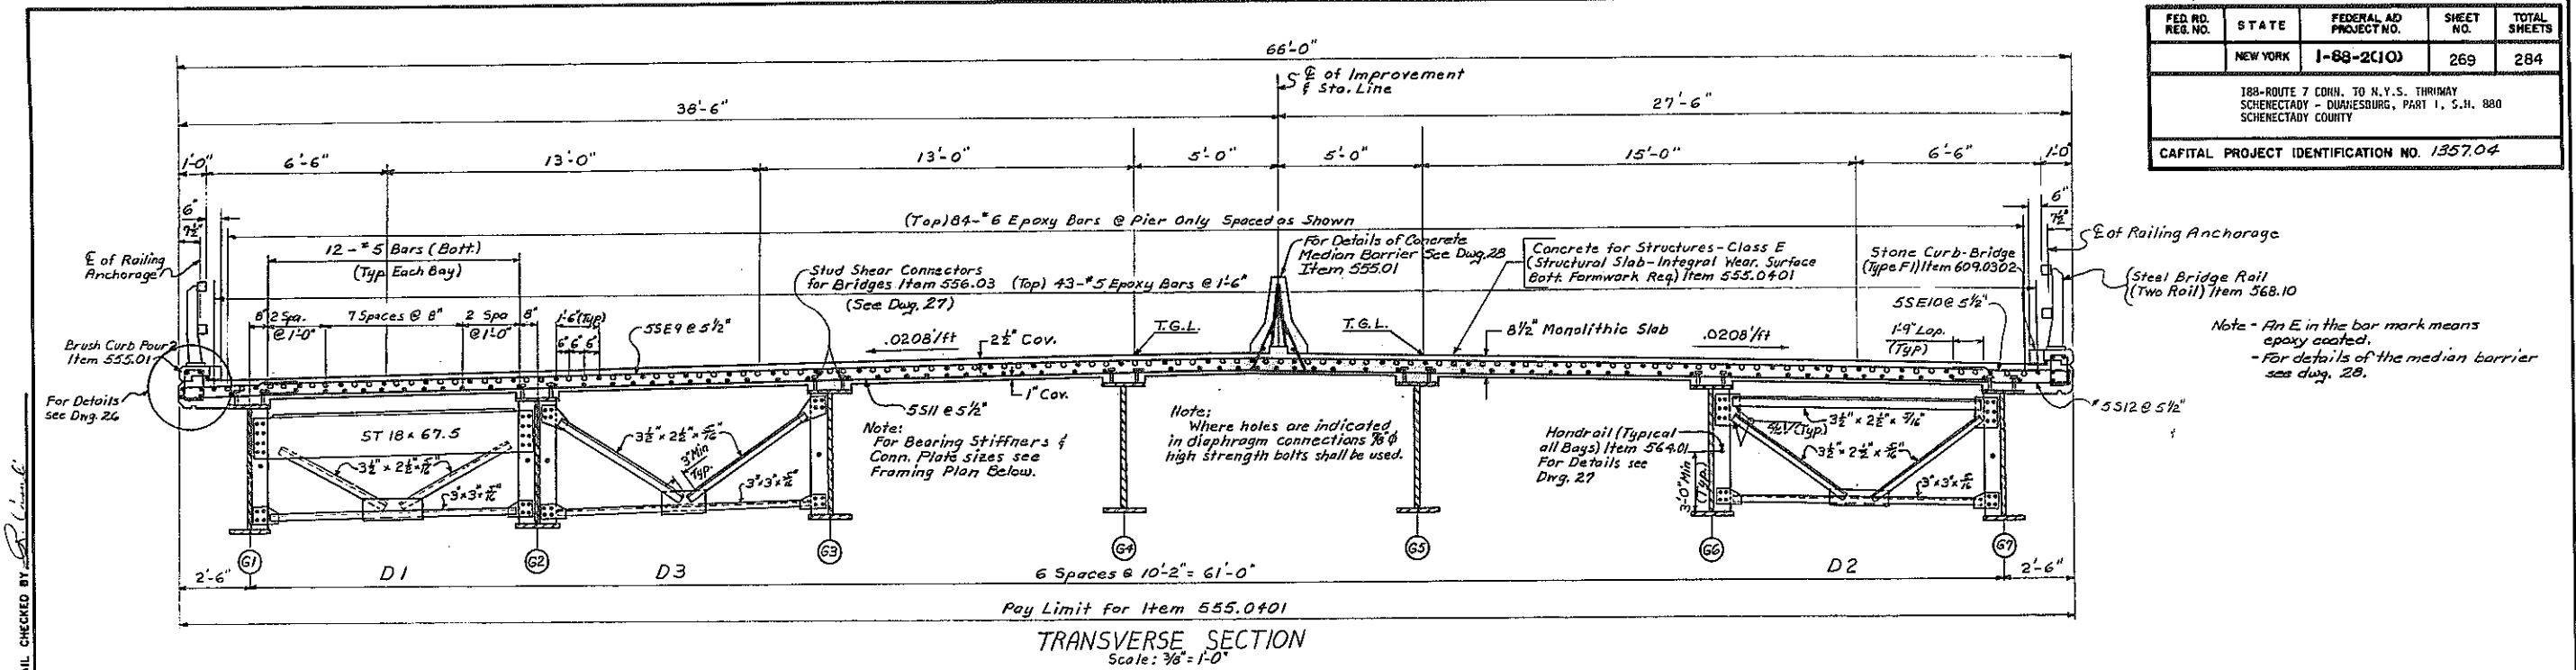 FED. RD. REG. NO.
STATE
FEDERAL AID PROJECT NO.
SHEET NO.
TOTAL SHEETS
NEW YORK
I-88-2(10)
269
284
I88-ROUTE 7 CONN. TO N.Y.S. THRUWAY
SCHENECTADY - DUANESBURG, PART 1, S.H. 880
SCHENECTADY COUNTY
CAPITAL PROJECT IDENTIFICATION NO. 1357.04
66'-0"
℄ of Improvement
& Sta. Line
38'-6"
27'-6"
1'-0"
6'-6"
13'-0"
13'-0"
5'-0"
5'-0"
15'-0"
6'-6"
1'-0"
6"
7½"
(Top) 84-#6 Epoxy Bars @ Pier Only Spaced as Shown
6"
7½"
12-#5 Bars (Bott.)
(Typ. Each Bay)
℄ of Railing
Anchorage
Stud Shear Connectors
for Bridges Item 556.03
(See Dwg. 27)
(Top) 43-#5 Epoxy Bars @ 1'-6"
For Details of Concrete
Median Barrier See Dwg. 28
Item 555.01
Concrete for Structures-Class E
(Structural Slab-Integral Wear. Surface
Bott. Formwork Req.) Item 555.0401
Stone Curb-Bridge
(Type F1) Item 609.0302
℄ of Railing Anchorage
Steel Bridge Rail
(Two Rail) Item 568.10
8"
2 Spa.
@ 1'-0"
7 Spaces @ 8"
2 Spa
@ 1'-0"
8"
1'-6"(Typ)
6" 6" 6"
5SE9 @ 5½"
.0208'/ft
2½" Cov.
T.G.L.
T.G.L.
8½" Monolithic Slab
.0208'/ft
5SE10 @ 5½"
1'-9" Lap.
(Typ)
Note - An E in the bar mark means
epoxy coated.
- For details of the median barrier
see dwg. 28.
Brush Curb Pour 2
Item 555.01
For Details
see Dwg. 26
1" Cov.
5S11 @ 5½"
#5S12 @ 5½"
ST 18 x 67.5
3½" x 2½" x 5/16"
3" x 3" x 5/16"
3½" x 2½" x 5/16"
3" Min
Typ.
3" x 3" x 5/16"
Note:
For Bearing Stiffners &
Conn. Plate sizes see
Framing Plan Below.
Note:
Where holes are indicated
in diaphragm connections ⅞"ø
high strength bolts shall be used.
Handrail (Typical
all Bays) Item 564.01
For Details see
Dwg. 27
3'-0" Min
(Typ.)
3½" x 2½" x 5/16"
(Typ.)
3½" x 2½" x 5/16"
3" x 3" x 5/16"
G1
G2
G3
G4
G5
G6
G7
2'-6"
D1
D3
6 Spaces @ 10'-2" = 61'-0"
D2
2'-6"
Pay Limit for Item 555.0401
TRANSVERSE SECTION
Scale: 3/8" = 1'-0"
CHECKED BY